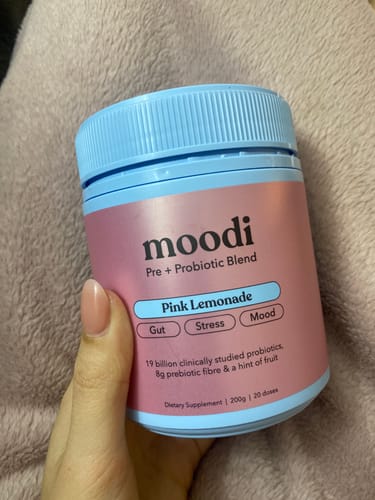 moodi
Pre + Probiotic Blend
Pink Lemonade
Gut Stress Mood
19 billion clinically studied probiotics,
8g prebiotic fibre & a hint of fruit
Dietary Supplement | 200g | 20 doses